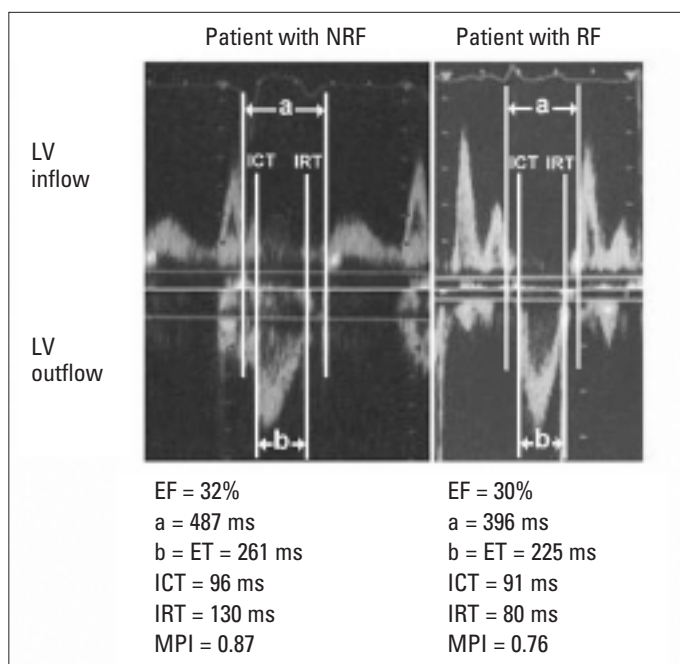 Patient with NRF Patient with RF
a a
LV
inflow
ICT IRT ICT IRT
LV
outflow
b b
EF = 32%
a = 487 ms
b = ET = 261 ms
ICT = 96 ms
IRT = 130 ms
MPI = 0.87
EF = 30%
a = 396 ms
b = ET = 225 ms
ICT = 91 ms
IRT = 80 ms
MPI = 0.76